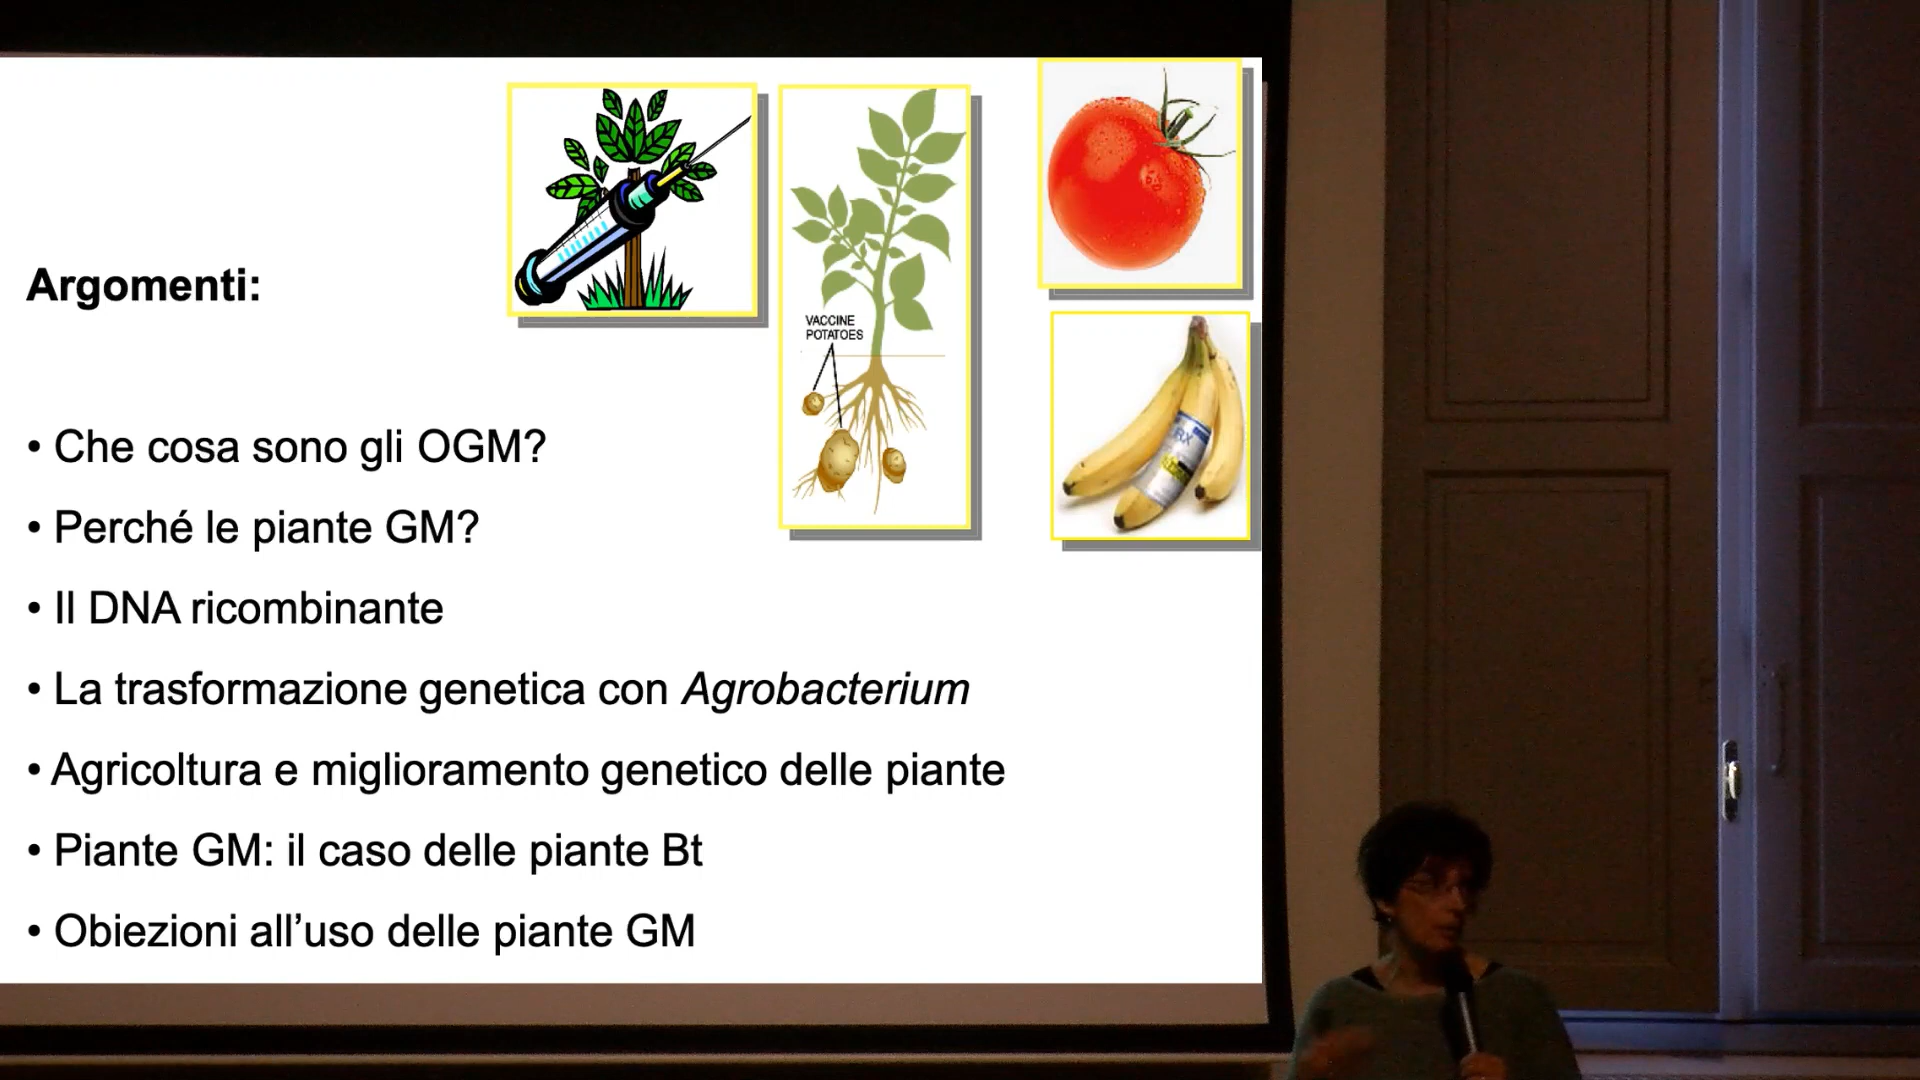 Argomenti:
VACCINE
POTATOES
RX
• Che cosa sono gli OGM?
• Perché le piante GM?
• Il DNA ricombinante
• La trasformazione genetica con Agrobacterium
• Agricoltura e miglioramento genetico delle piante
• Piante GM: il caso delle piante Bt
• Obiezioni all’uso delle piante GM